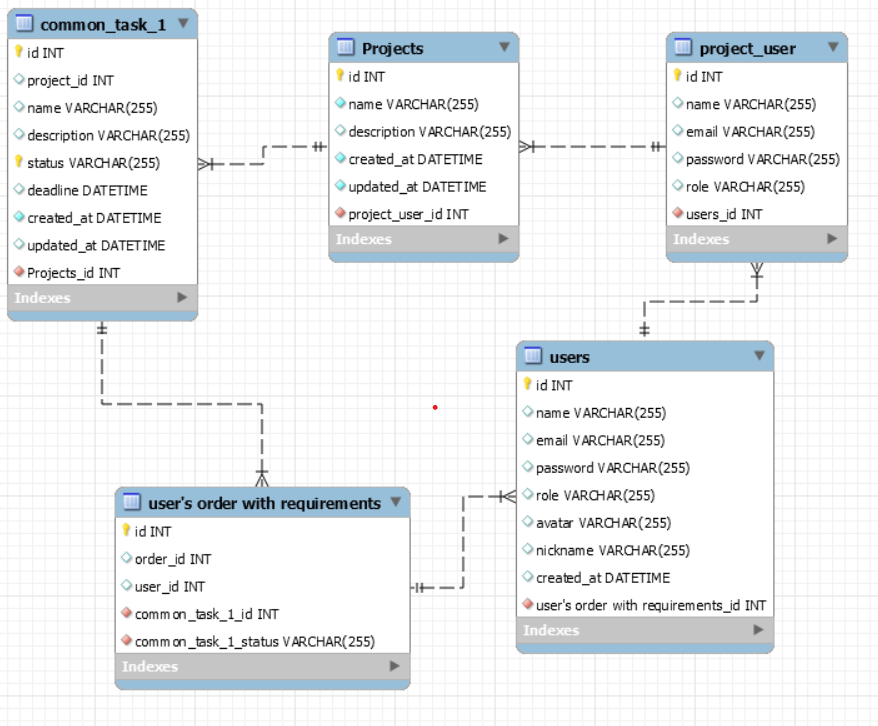 common_task_1
id INT
project_id INT
name VARCHAR(255)
description VARCHAR(255)
status VARCHAR(255)
deadline DATETIME
created_at DATETIME
updated_at DATETIME
Projects_id INT
Indexes
Projects
id INT
name VARCHAR(255)
description VARCHAR(255)
created_at DATETIME
updated_at DATETIME
project_user_id INT
Indexes
project_user
id INT
name VARCHAR(255)
email VARCHAR(255)
password VARCHAR(255)
role VARCHAR(255)
users_id INT
Indexes
users
id INT
name VARCHAR(255)
email VARCHAR(255)
password VARCHAR(255)
role VARCHAR(255)
avatar VARCHAR(255)
nickname VARCHAR(255)
created_at DATETIME
user's order with requirements_id INT
Indexes
user's order with requirements
id INT
order_id INT
user_id INT
common_task_1_id INT
common_task_1_status VARCHAR(255)
Indexes